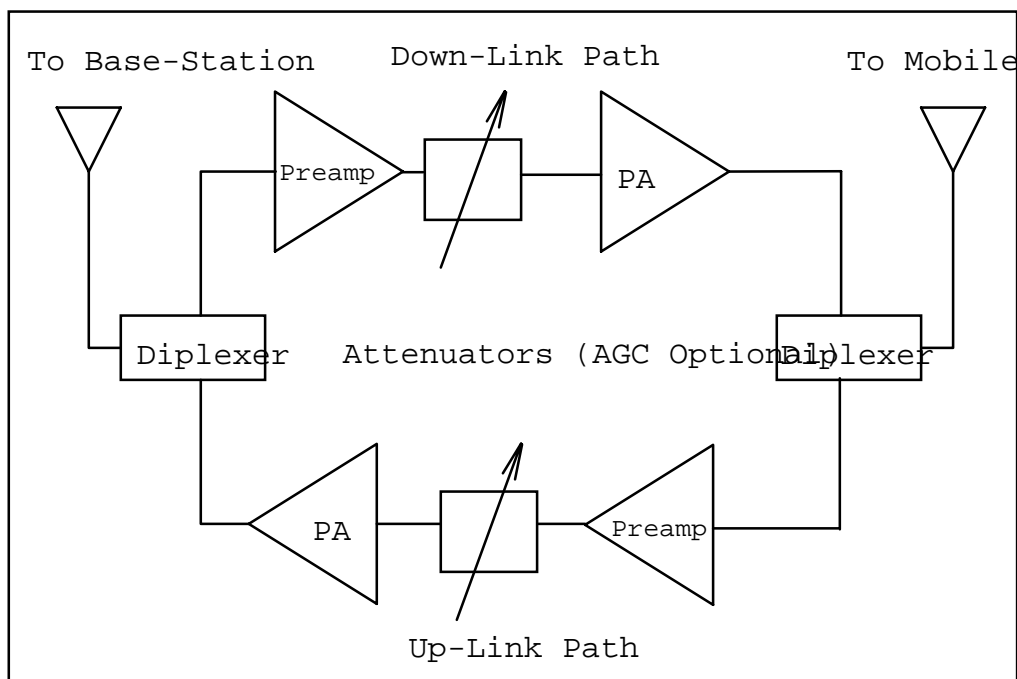 To Base-Station
Down-Link Path
To Mobile
Preamp
PA
Diplexer
Attenuators (AGC Optional)
Diplexer
PA
Preamp
Up-Link Path